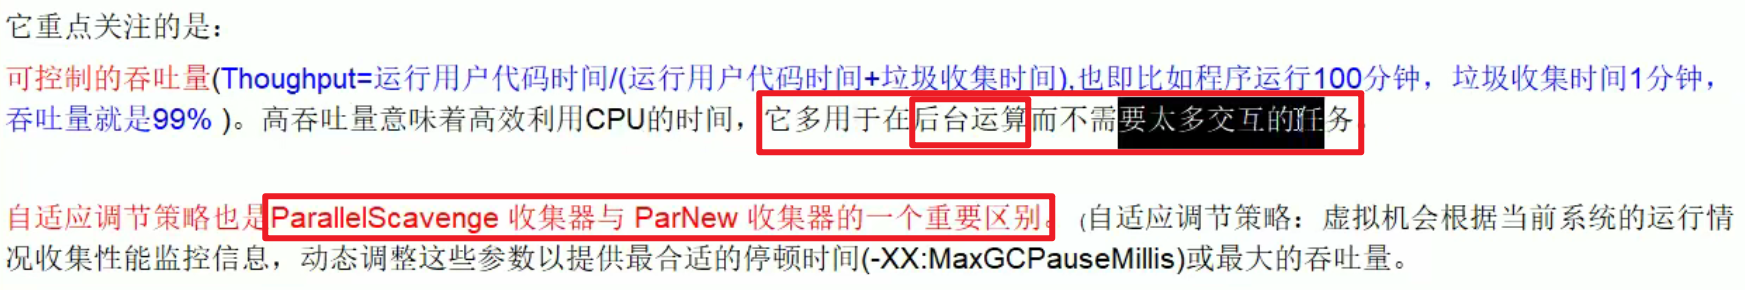 它重点关注的是：
可控制的吞吐量(Thoughput=运行用户代码时间/(运行用户代码时间+垃圾收集时间),也即比如程序运行100分钟，垃圾收集时间1分钟，
吞吐量就是99% )。高吞吐量意味着高效利用CPU的时间，它多用于在后台运算而不需要太多交互的任务。
自适应调节策略也是ParallelScavenge 收集器与 ParNew 收集器的一个重要区别。(自适应调节策略：虚拟机会根据当前系统的运行情
况收集性能监控信息，动态调整这些参数以提供最合适的停顿时间(-XX:MaxGCPauseMillis)或最大的吞吐量。